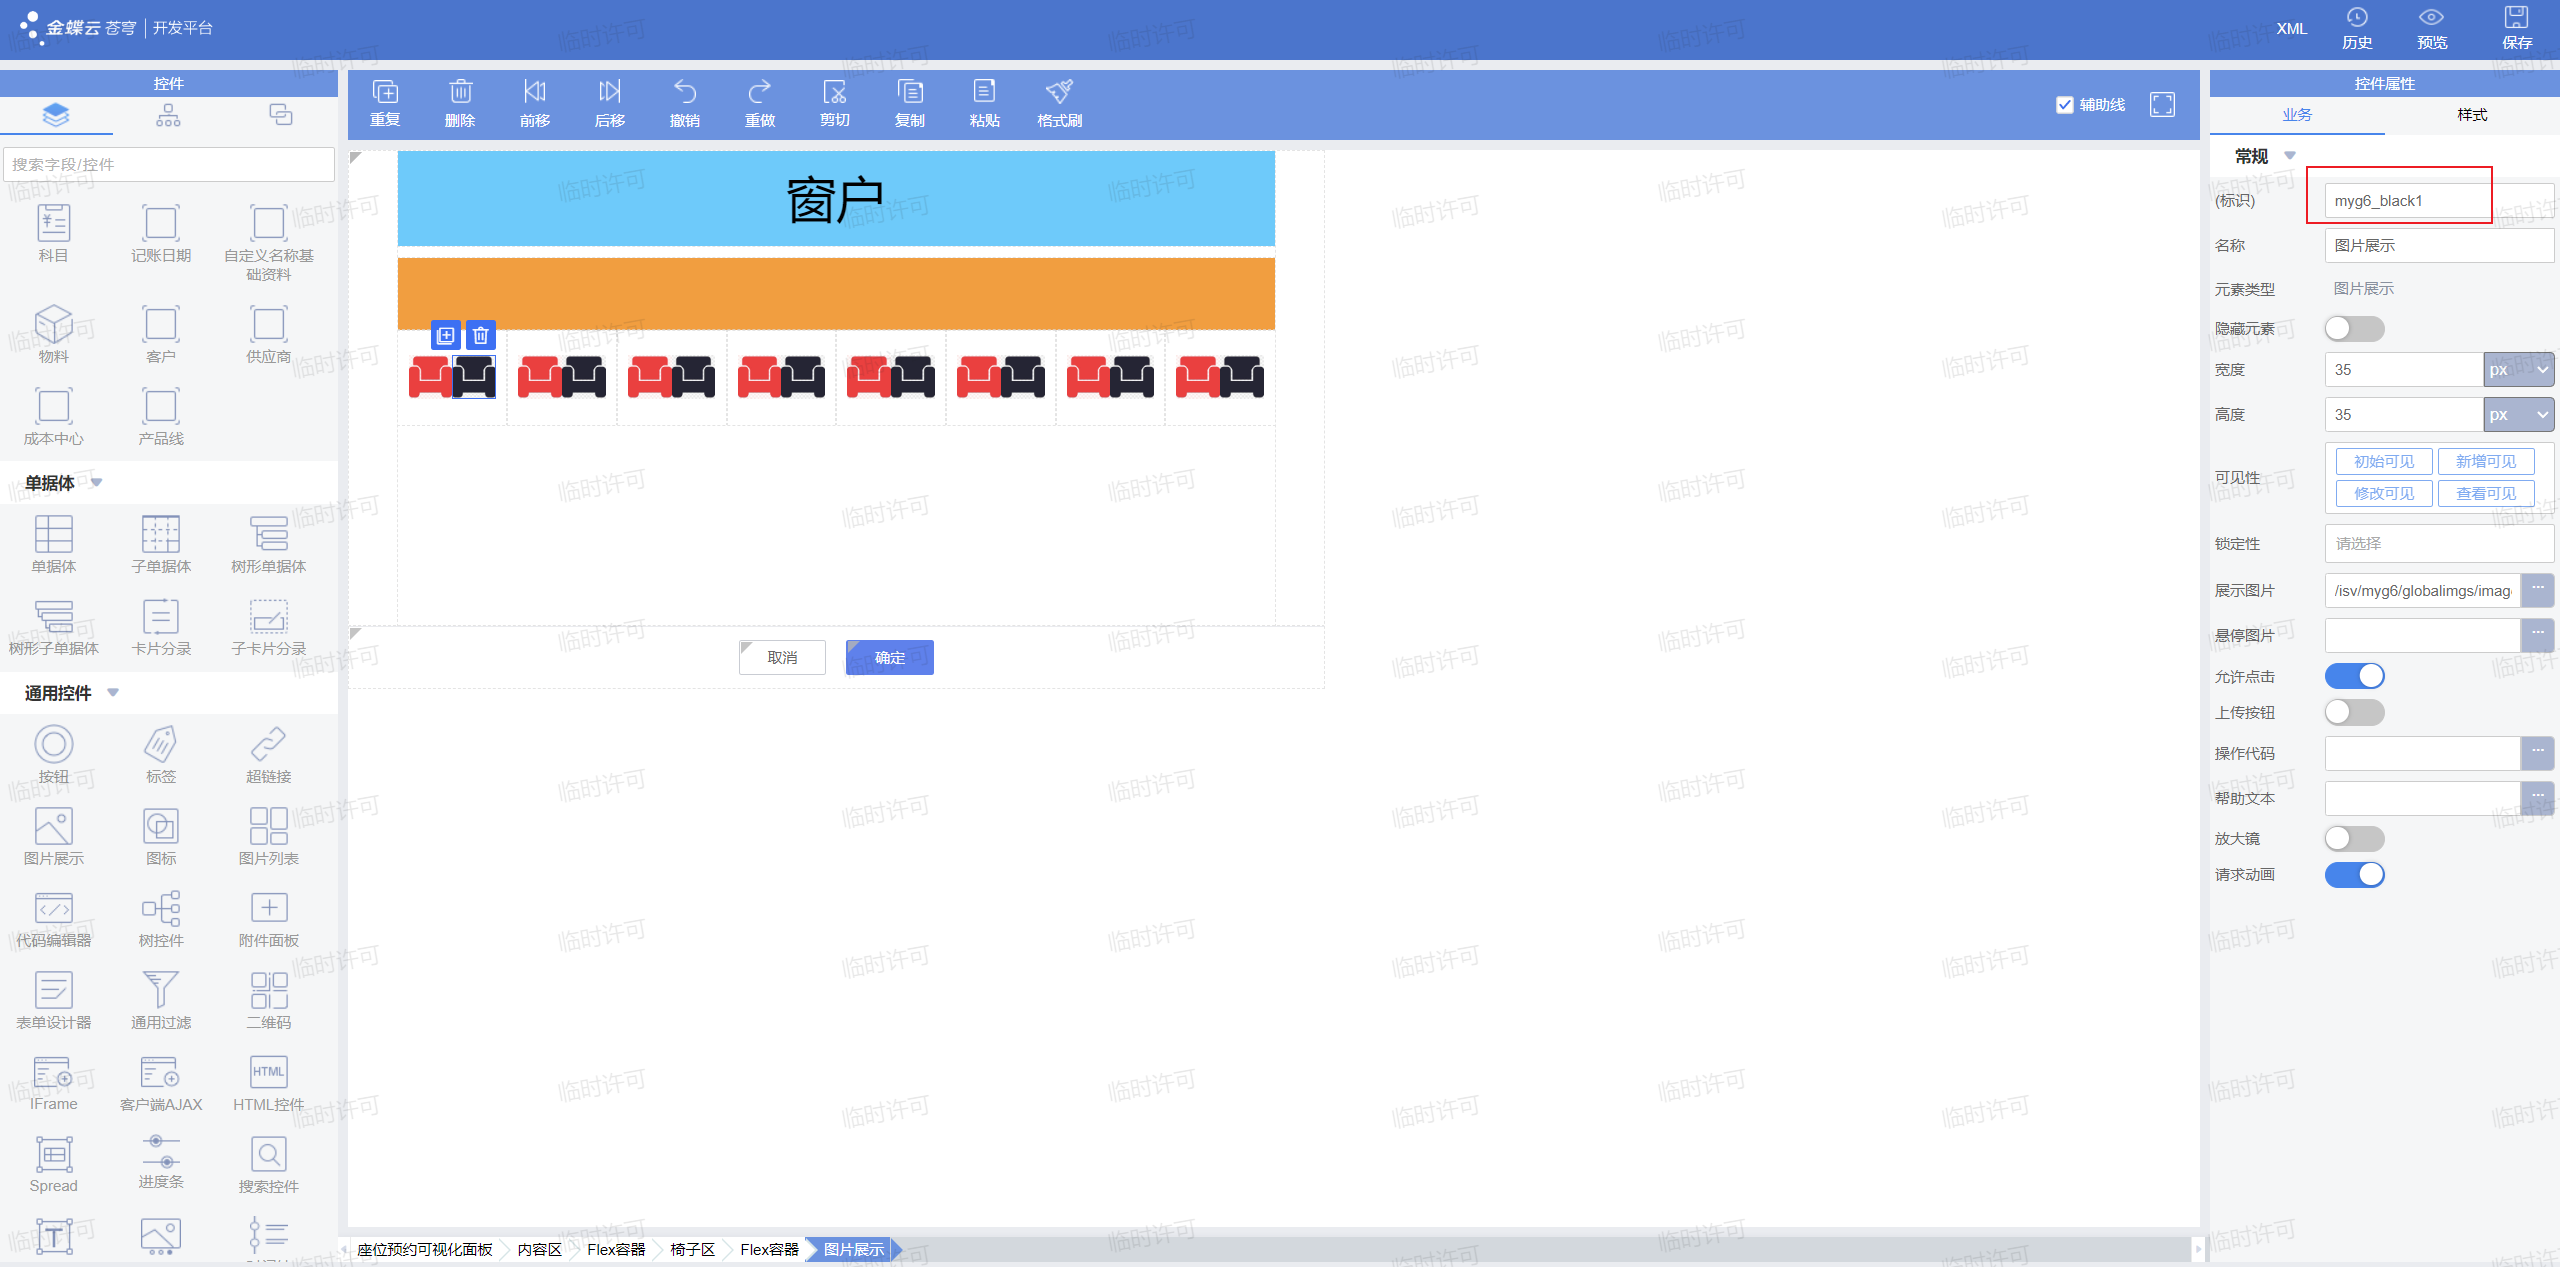 金蝶云 苍穹 | 开发平台
XML
历史
预览
保存
控件
搜索字段/控件
科目
记账日期
自定义名称基
础资料
物料
客户
供应商
成本中心
产品线
单据体
单据体
子单据体
树形单据体
树形子单据体
卡片分录
子卡片分录
通用控件
按钮
标签
超链接
图片展示
图标
图片列表
代码编辑器
树控件
附件面板
表单设计器
通用过滤
二维码
IFrame
客户端AJAX
HTML
HTML控件
Spread
进度条
搜索控件
重复
删除
前移
后移
撤销
重做
剪切
复制
粘贴
格式刷
辅助线
窗户
取消
确定
座位预约可视化面板
内容区
Flex容器
椅子区
Flex容器
图片展示
控件属性
业务
样式
常规
(标识)
myg6_black1
名称
图片展示
元素类型
图片展示
隐藏元素
宽度
35
px
高度
35
px
可见性
初始可见
新增可见
修改可见
查看可见
锁定性
请选择
展示图片
/isv/myg6/globalimgs/imag
...
悬停图片
...
允许点击
上传按钮
操作代码
...
帮助文本
...
放大镜
请求动画
临时许可